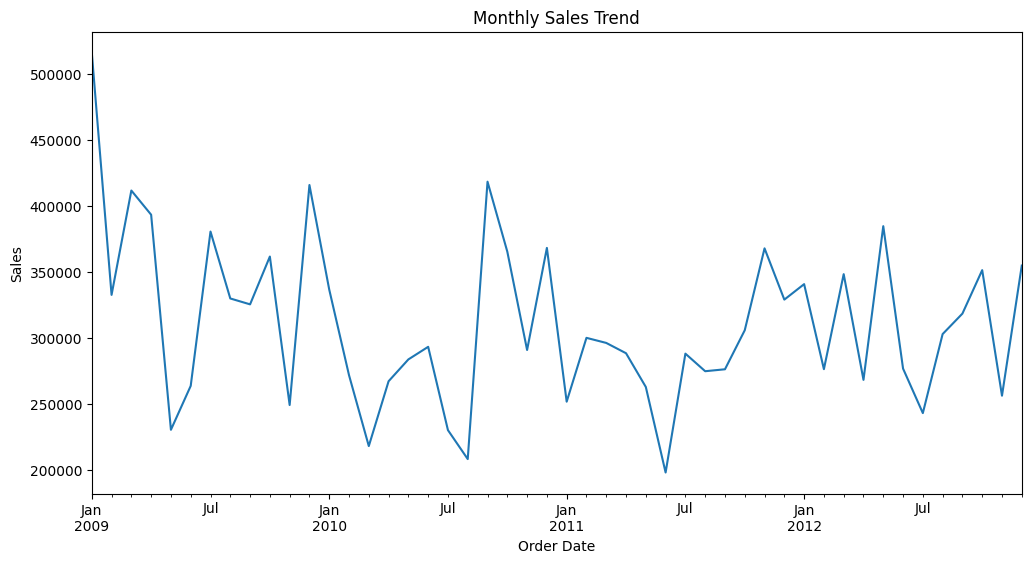 Monthly Sales Trend
500000
450000
400000
350000
300000
250000
200000
Sales
Jan Jul Jan Jul Jan Jul Jan Jul
2009 2010 2011 2012
Order Date